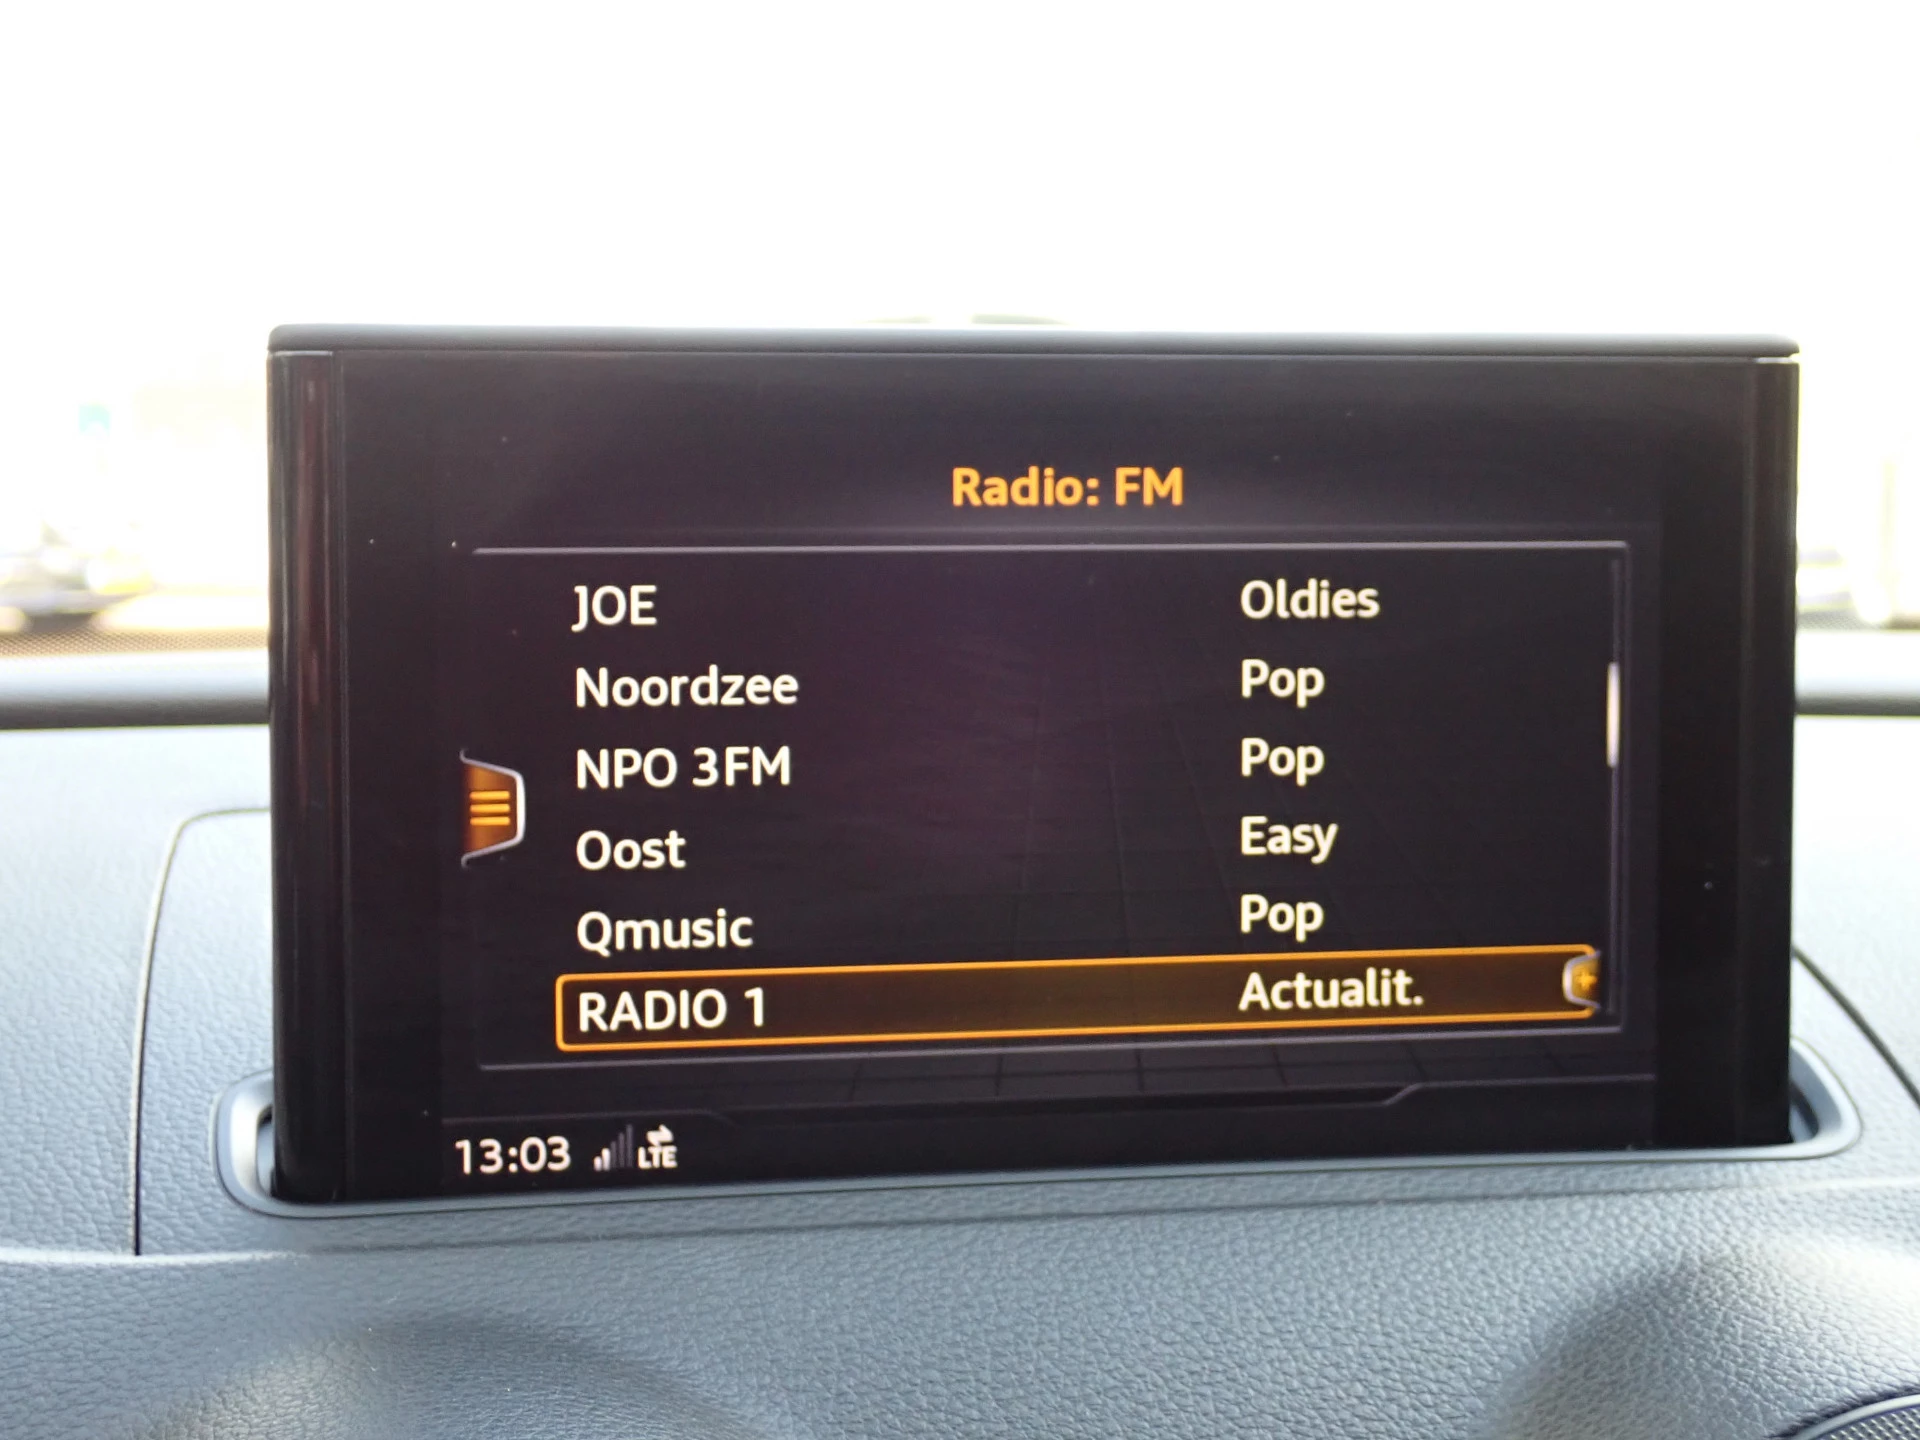 Radio: FM
JOE Oldies
Noordzee Pop
NPO 3FM Pop
Oost Easy
Qmusic Pop
RADIO 1 Actualit.
13:03 LTE